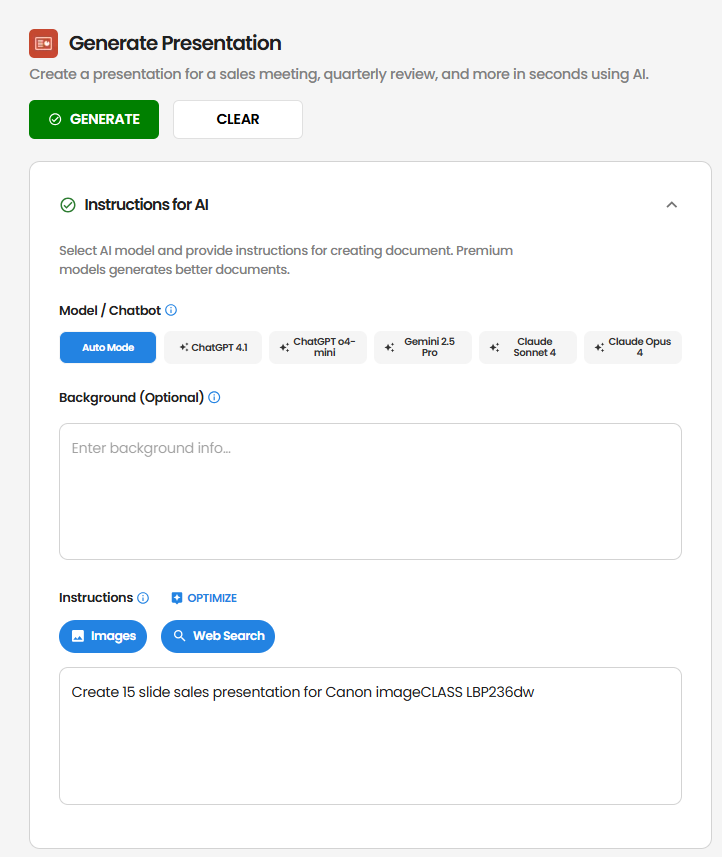 Generate Presentation
Create a presentation for a sales meeting, quarterly review, and more in seconds using AI.
GENERATE
CLEAR
Instructions for AI
Select AI model and provide instructions for creating document. Premium
models generates better documents.
Model / Chatbot
Auto Mode
ChatGPT 4.1
ChatGPT o4-
mini
Gemini 2.5
Pro
Claude
Sonnet 4
Claude Opus
4
Background (Optional)
Enter background info...
Instructions
OPTIMIZE
Images
Web Search
Create 15 slide sales presentation for Canon imageCLASS LBP236dw